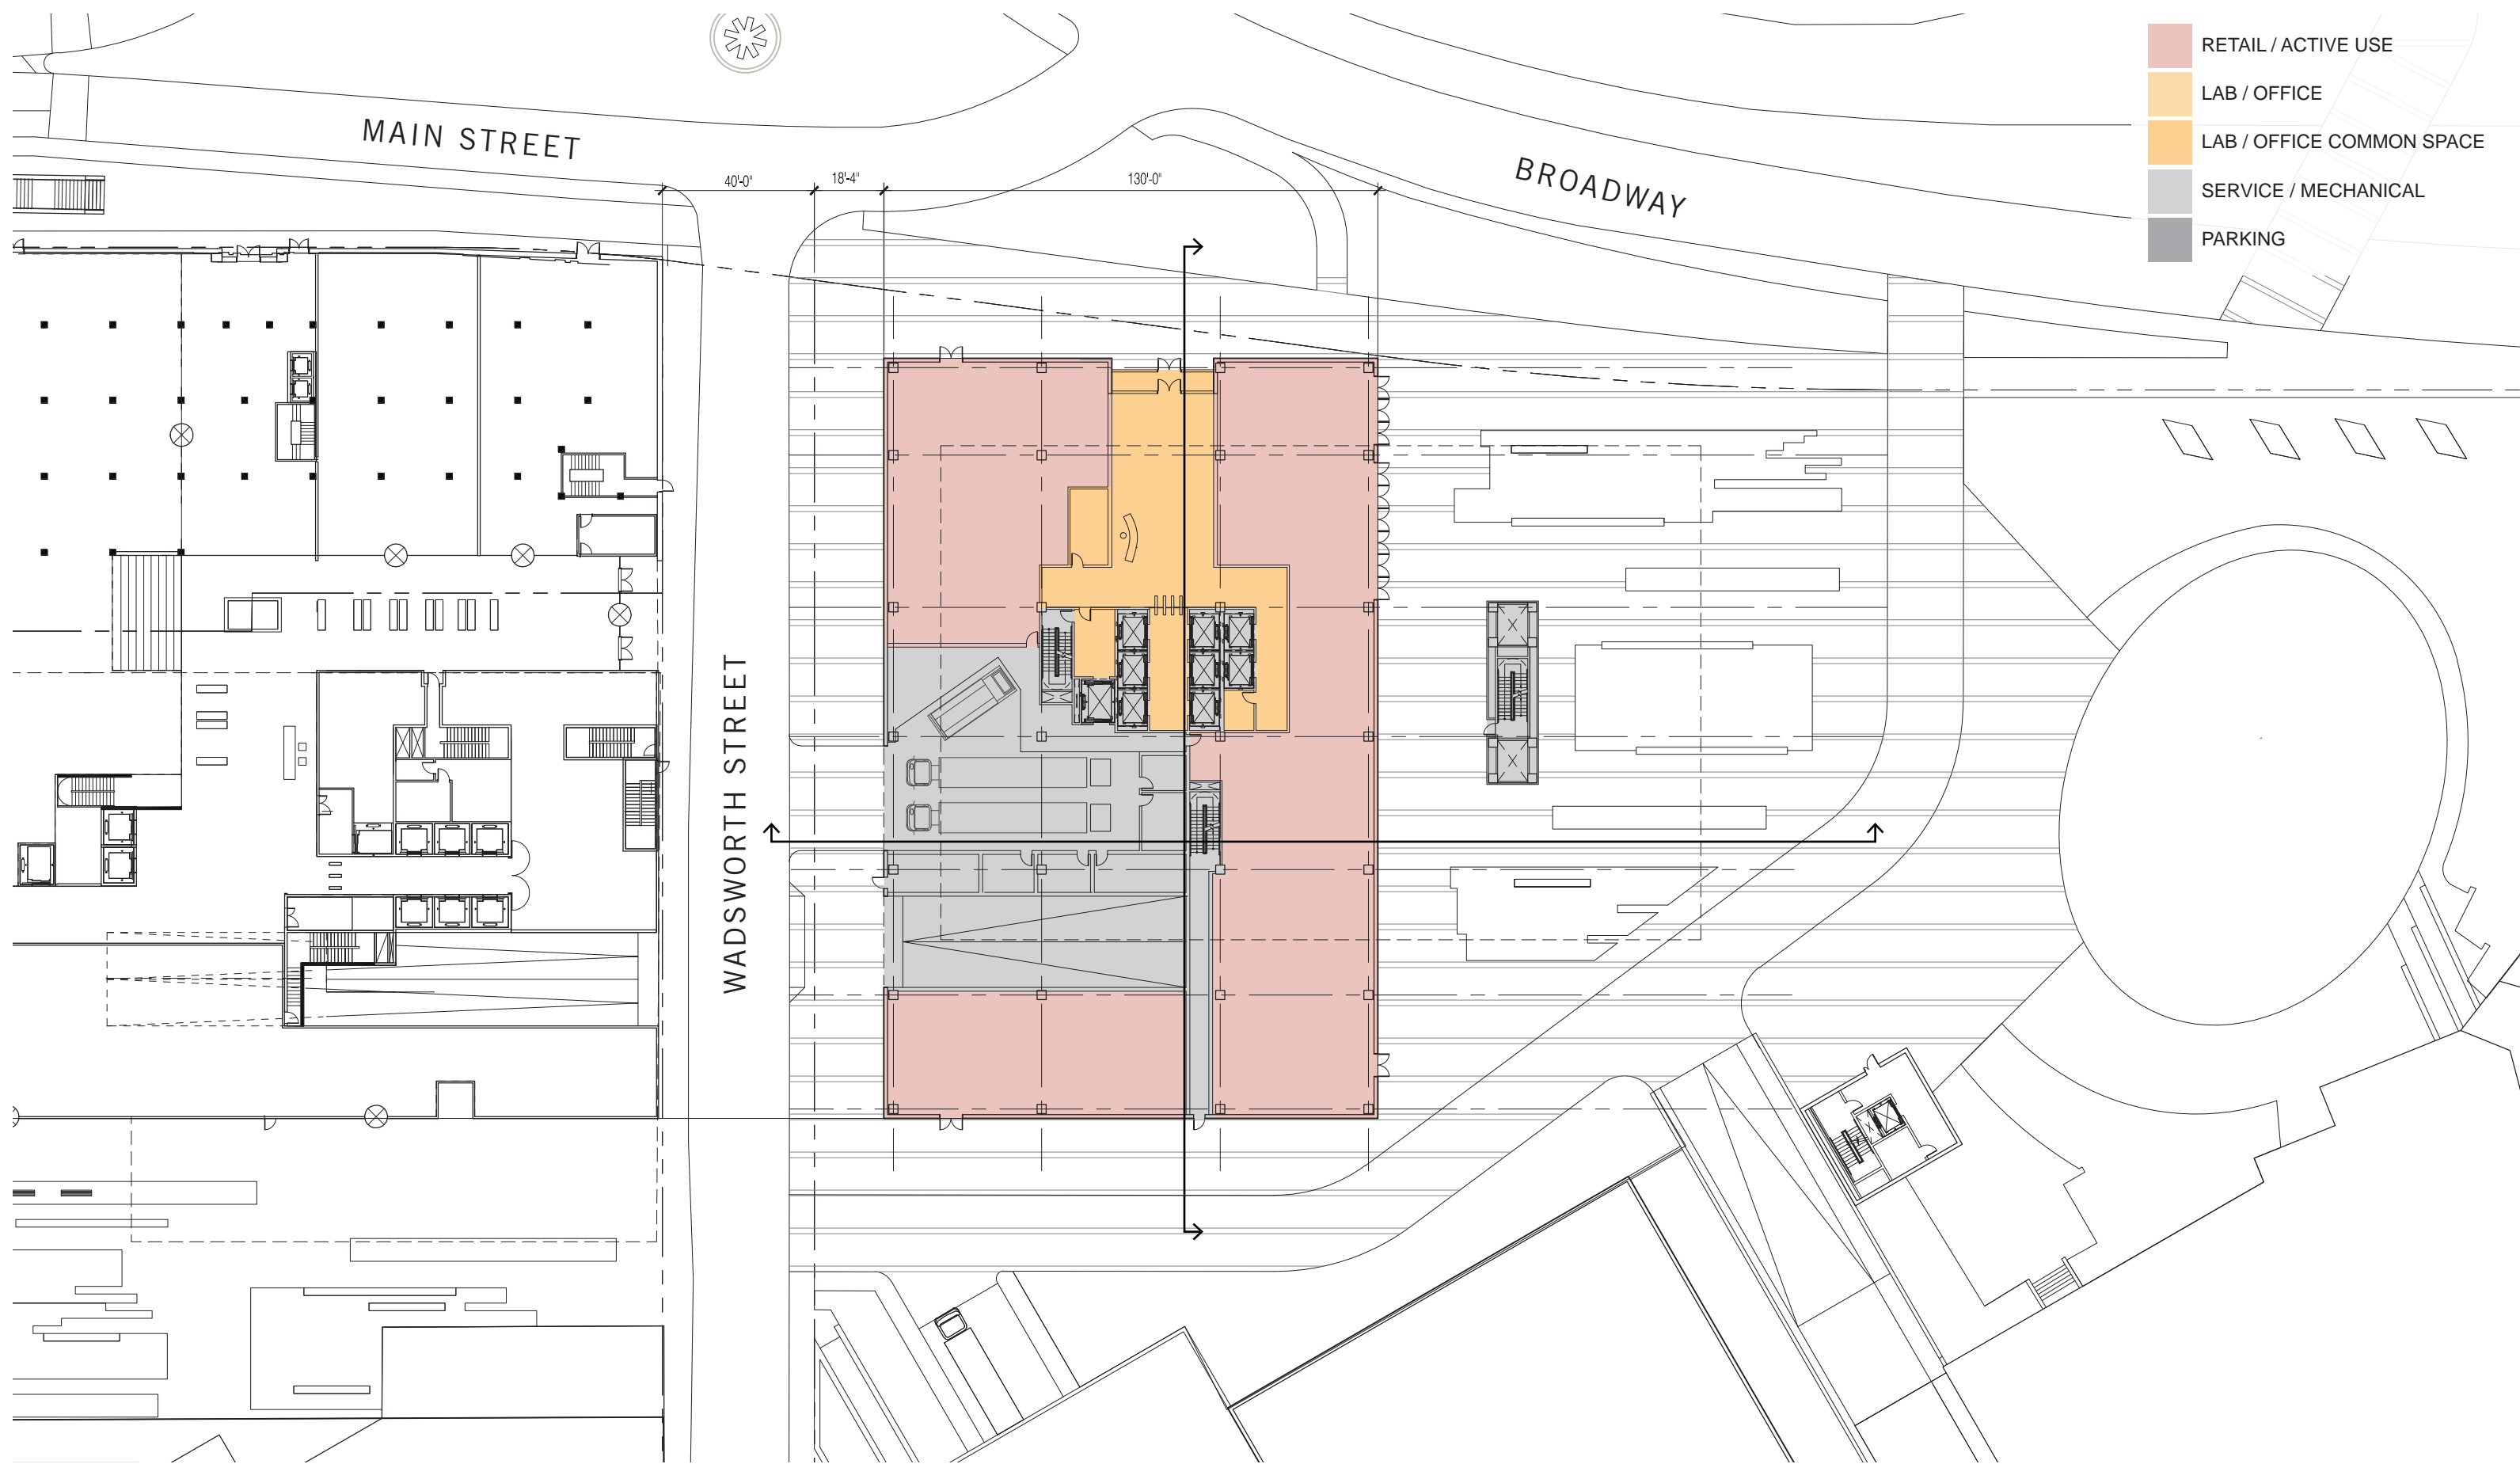 RETAIL / ACTIVE USE
LAB / OFFICE
LAB / OFFICE COMMON SPACE
SERVICE / MECHANICAL
PARKING
MAIN STREET
BROADWAY
40'-0"
18'-4"
130'-0"
WADSWORTH STREET